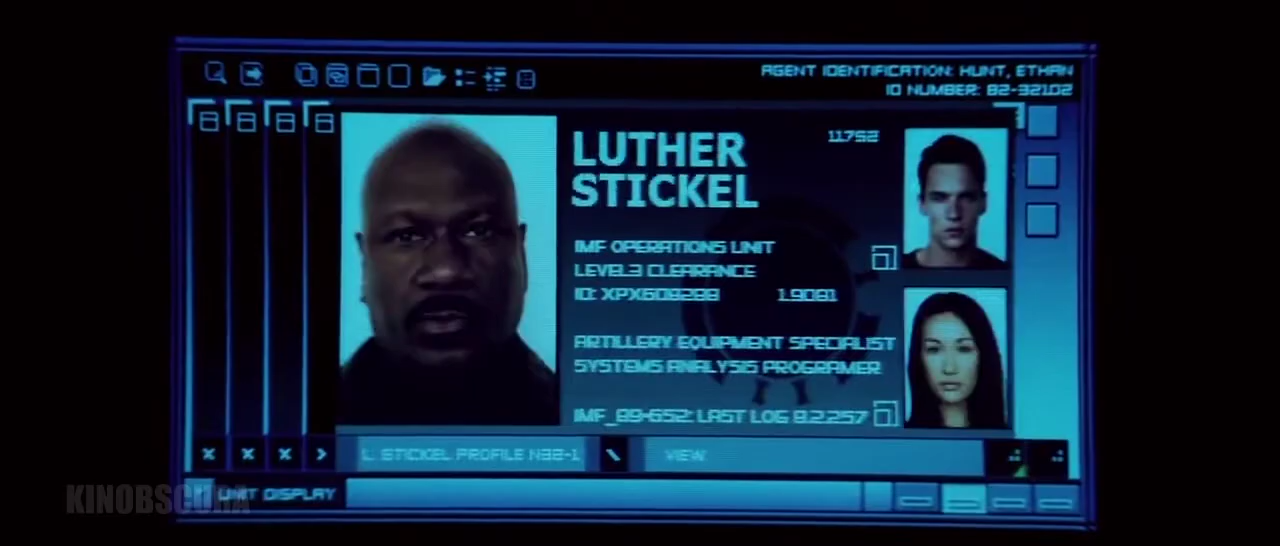 AGENT IDENTIFICATION: HUNT, ETHAN
ID NUMBER: 82-32102
LUTHER
STICKEL
11752
IMF OPERATIONS UNIT
LEVEL3 CLEARANCE
ID: XPX608288
1.9081
ARTILLERY EQUIPMENT SPECIALIST
SYSTEMS ANALYSIS PROGRAMER
IMF_89-652: LAST LOG 8.2.257
L. STICKEL PROFILE N32-1
VIEW
UNIT DISPLAY
KINOBSCURA